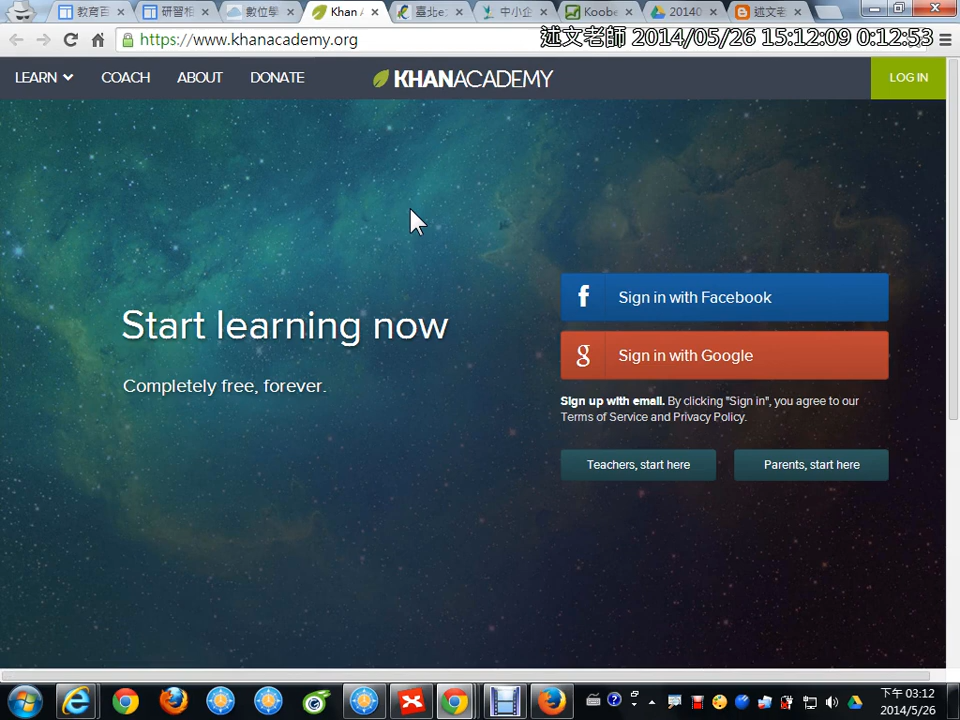 教育百
研習相
數位學
Khan A
臺北e
中小企
Koobe
20140
述文老
https://www.khanacademy.org
述文老師 2014/05/26 15:12:09 0:12:53
LEARN
COACH
ABOUT
DONATE
KHANACADEMY
LOG IN
Start learning now
Completely free, forever.
Sign in with Facebook
Sign in with Google
Sign up with email. By clicking "Sign in", you agree to our
Terms of Service and Privacy Policy.
Teachers, start here
Parents, start here
下午 03:12
2014/5/26